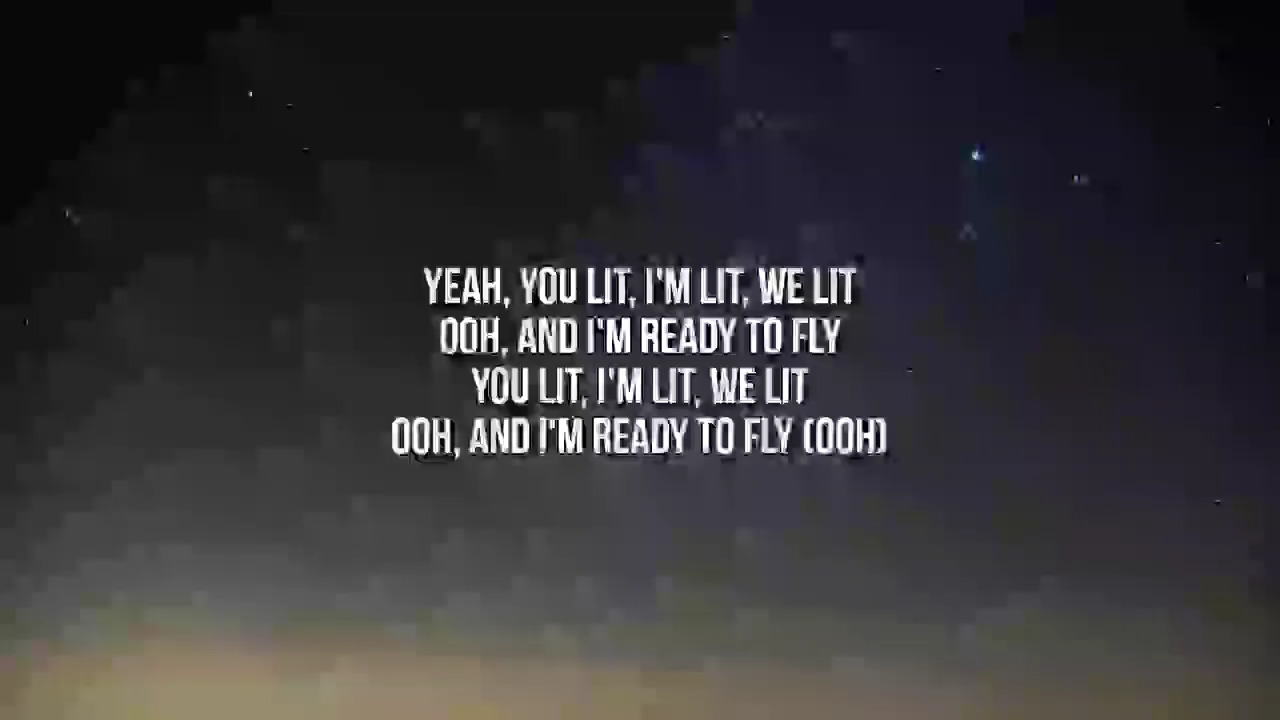 YEAH, YOU LIT, I'M LIT, WE LIT
OOH, AND I'M READY TO FLY
YOU LIT, I'M LIT, WE LIT
OOH, AND I'M READY TO FLY (OOH)